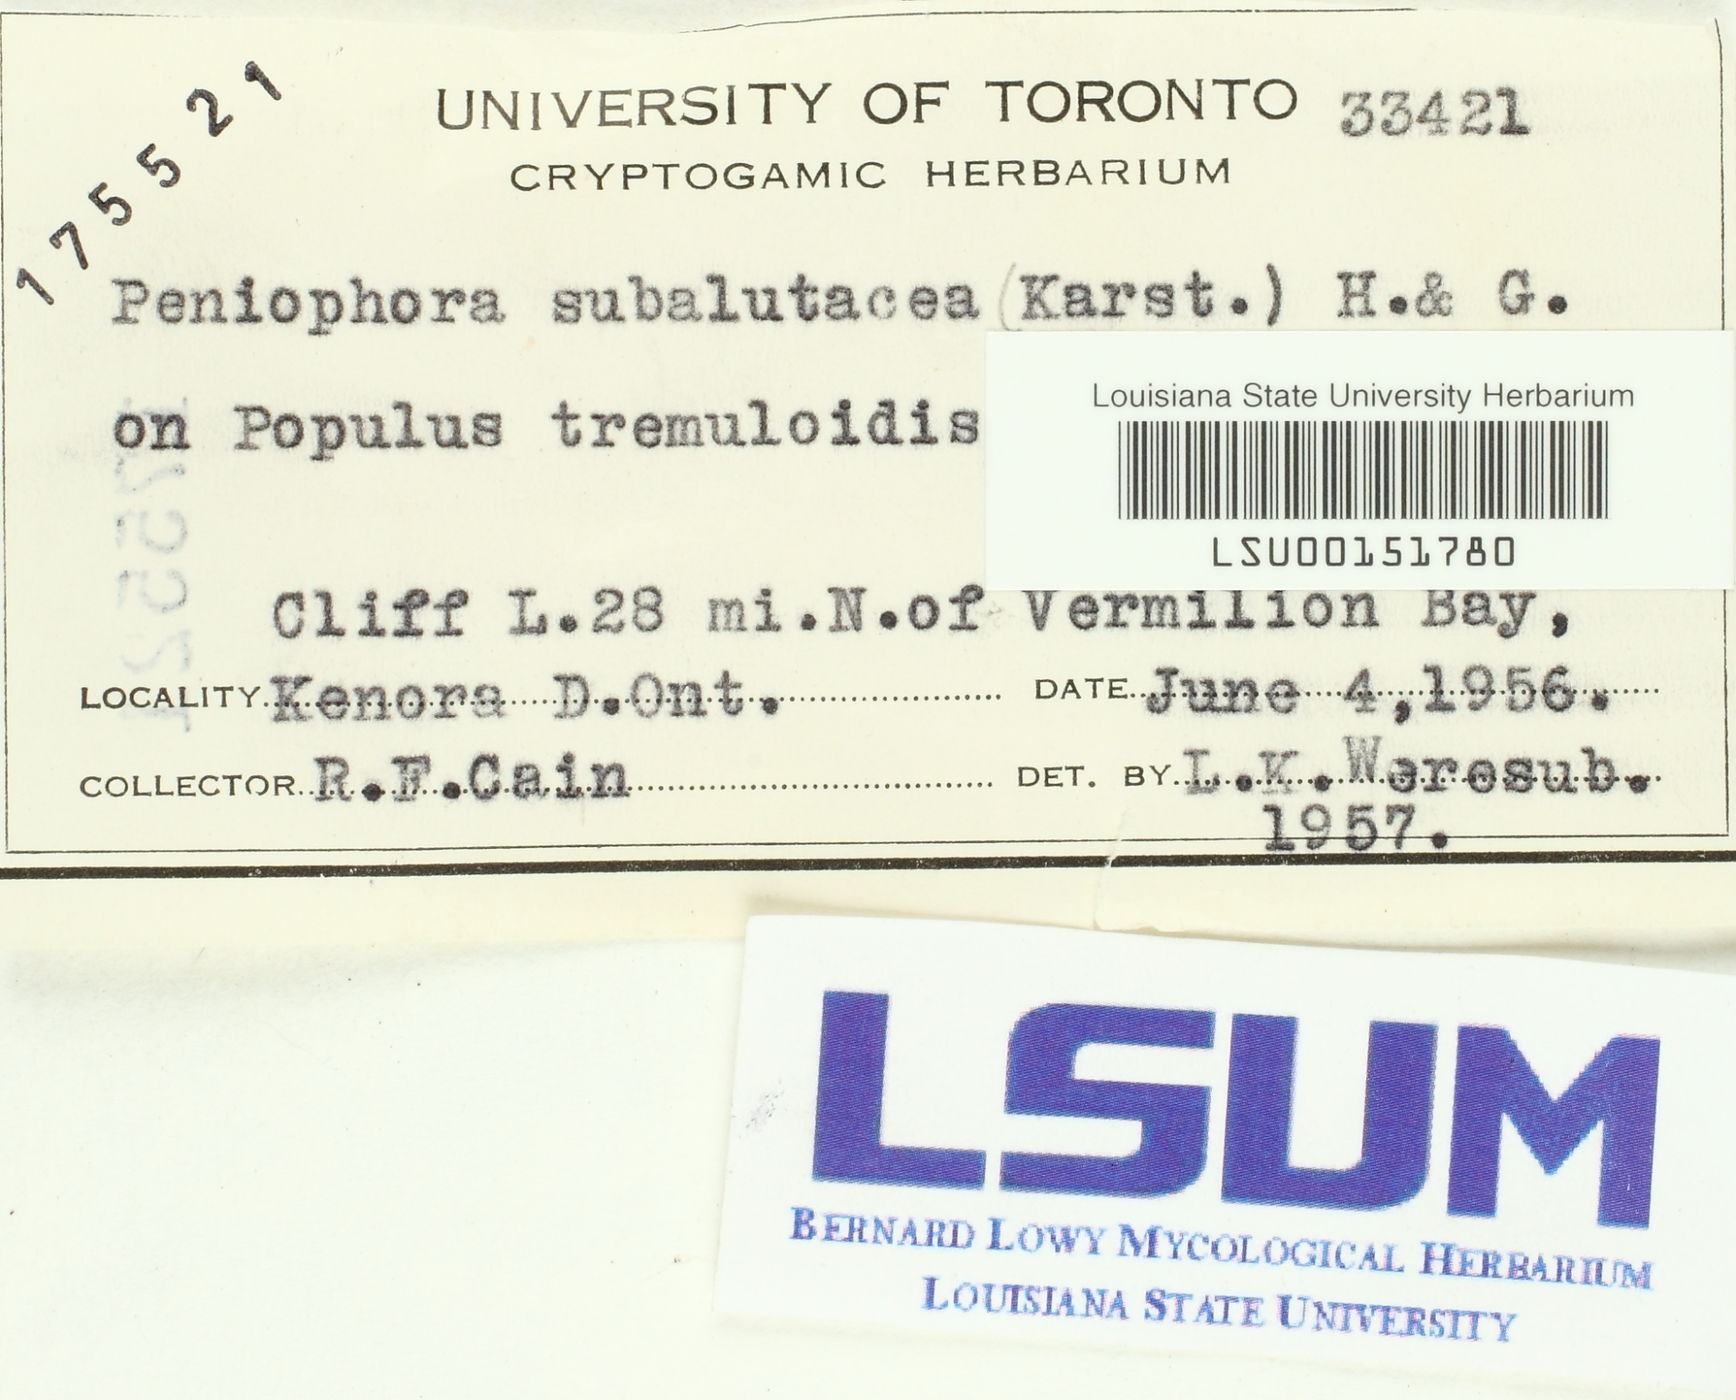 17552 1
UNIVERSITY OF TORONTO 33421
CRYPTOGAMIC HERBARIUM
Peniophora subalutacea (Karst.) H.& G.
on Populus tremuloidis
Louisiana State University Herbarium
LSU00151780
Cliff L.28 mi.N.of Vermilion Bay,
LOCALITY Kenora D.Ont. DATE June 4,1956.
COLLECTOR R.F.Cain DET. BY L.K.Weresub.
1957.
LSUM
BERNARD LOWY MYCOLOGICAL HERBARIUM
LOUISIANA STATE UNIVERSITY